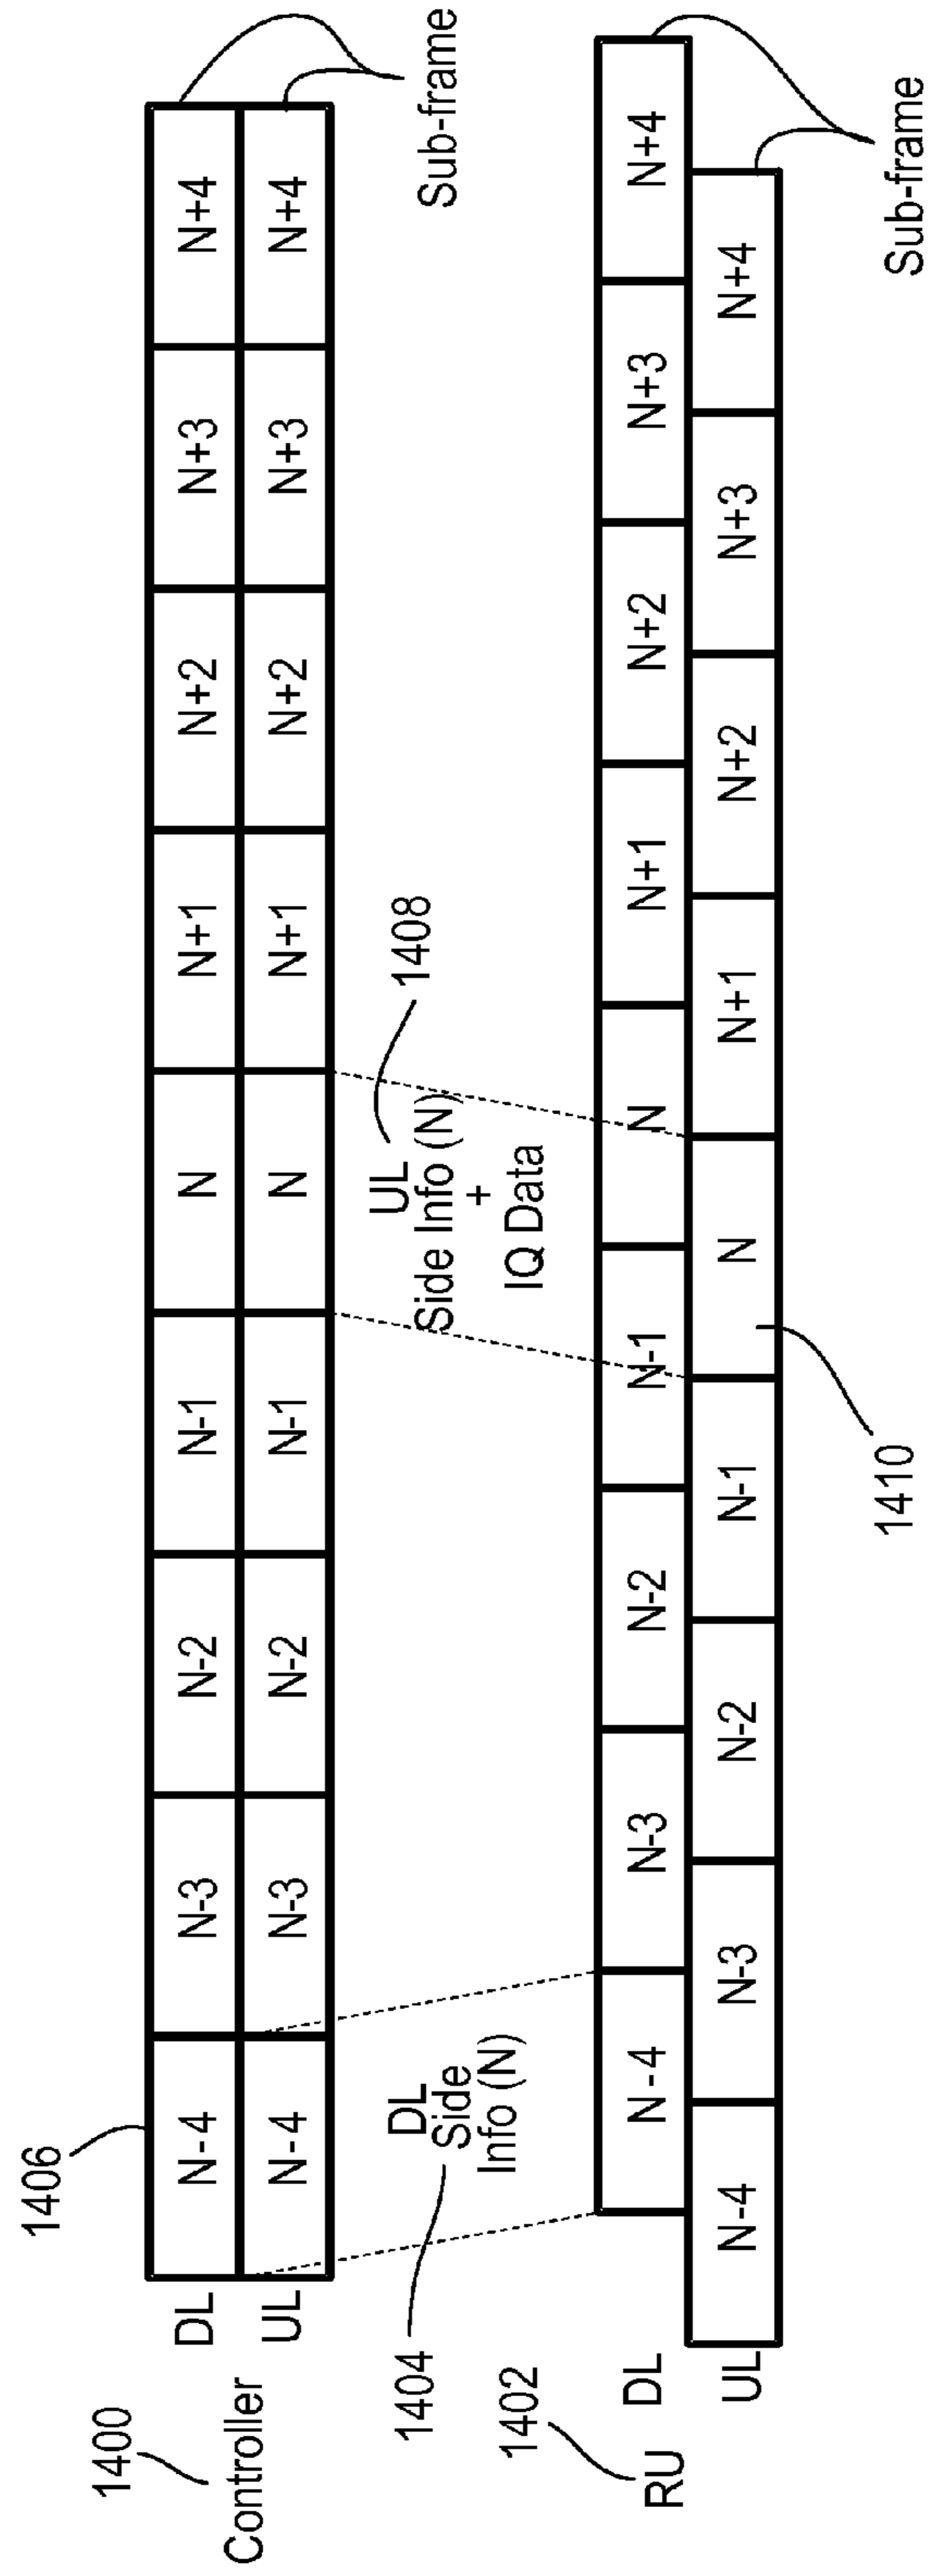 1400
Controller
1406
DL
N-4
N-3
N-2
N-1
N
N+1
N+2
N+3
N+4
UL
N-4
N-3
N-2
N-1
N
N+1
N+2
N+3
N+4
Sub-frame
1404
DL
Side
Info (N)
1408
UL
Side Info (N)
+
IQ Data
1402
RU
DL
N-4
N-3
N-2
N-1
N
N+1
N+2
N+3
N+4
UL
N-4
N-3
N-2
N-1
N
N+1
N+2
N+3
N+4
1410
Sub-frame